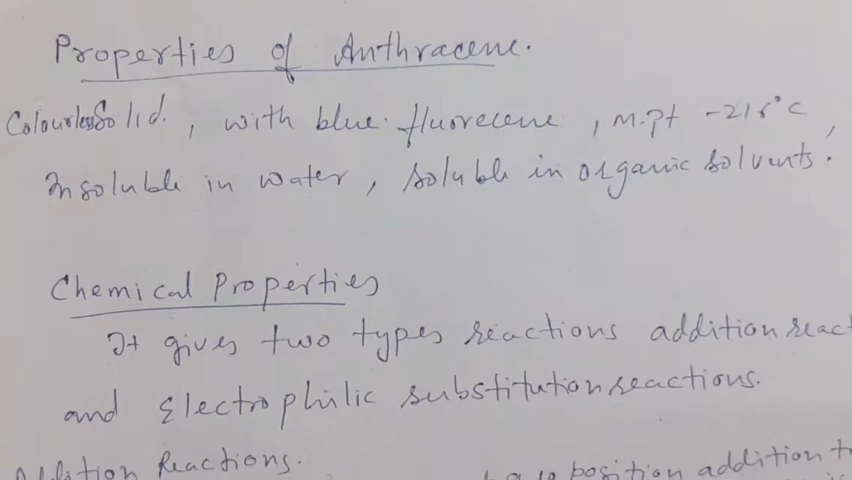 Properties of Anthracene.
Colourless Solid, with blue fluorecene, m.pt -216°C,
Insoluble in water, soluble in organic solvents.
Chemical Properties
It gives two types reactions addition react
and Electrophilic substitution reactions.
Addition Reactions.
position addition to